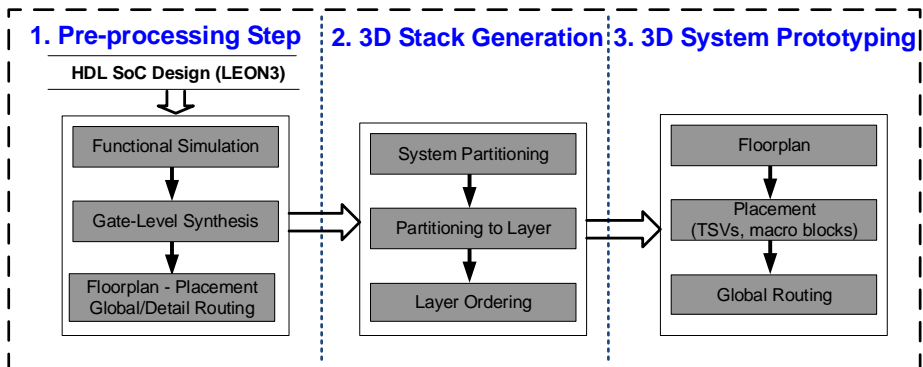 1. Pre-processing Step
HDL SoC Design (LEON3)
Functional Simulation
Gate-Level Synthesis
Floorplan - Placement
Global/Detail Routing
2. 3D Stack Generation
System Partitioning
Partitioning to Layer
Layer Ordering
3. 3D System Prototyping
Floorplan
Placement
(TSVs, macro blocks)
Global Routing